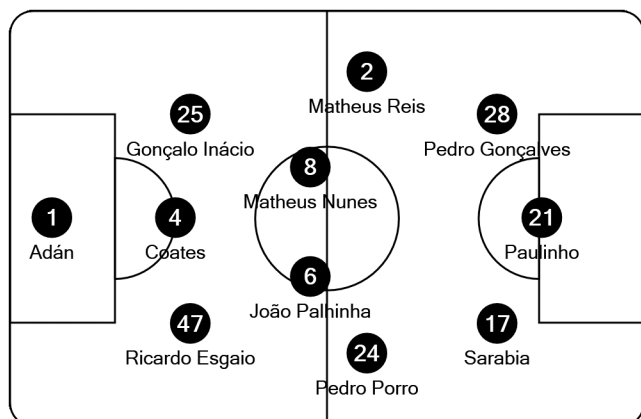 2
Matheus Reis
25
Gonçalo Inácio
28
Pedro Gonçalves
8
Matheus Nunes
1
Adán
4
Coates
21
Paulinho
6
João Palhinha
47
Ricardo Esgaio
17
Sarabia
24
Pedro Porro